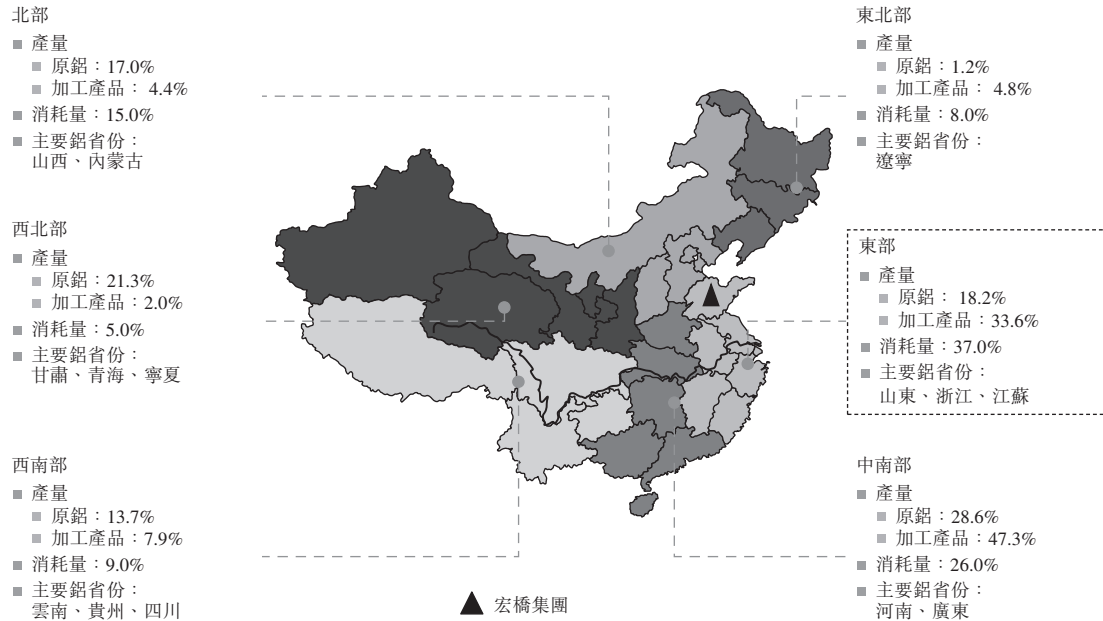 北部
產量
原鋁：17.0%
加工產品： 4.4%
消耗量：15.0%
主要鋁省份：
山西、內蒙古
西北部
產量
原鋁：21.3%
加工產品：2.0%
消耗量：5.0%
主要鋁省份：
甘肅、青海、寧夏
西南部
產量
原鋁：13.7%
加工產品：7.9%
消耗量：9.0%
主要鋁省份：
雲南、貴州、四川
東北部
產量
原鋁：1.2%
加工產品： 4.8%
消耗量：8.0%
主要鋁省份：
遼寧
東部
產量
原鋁： 18.2%
加工產品：33.6%
消耗量：37.0%
主要鋁省份：
山東、浙江、江蘇
中南部
產量
原鋁：28.6%
加工產品：47.3%
消耗量：26.0%
主要鋁省份：
河南、廣東
宏橋集團